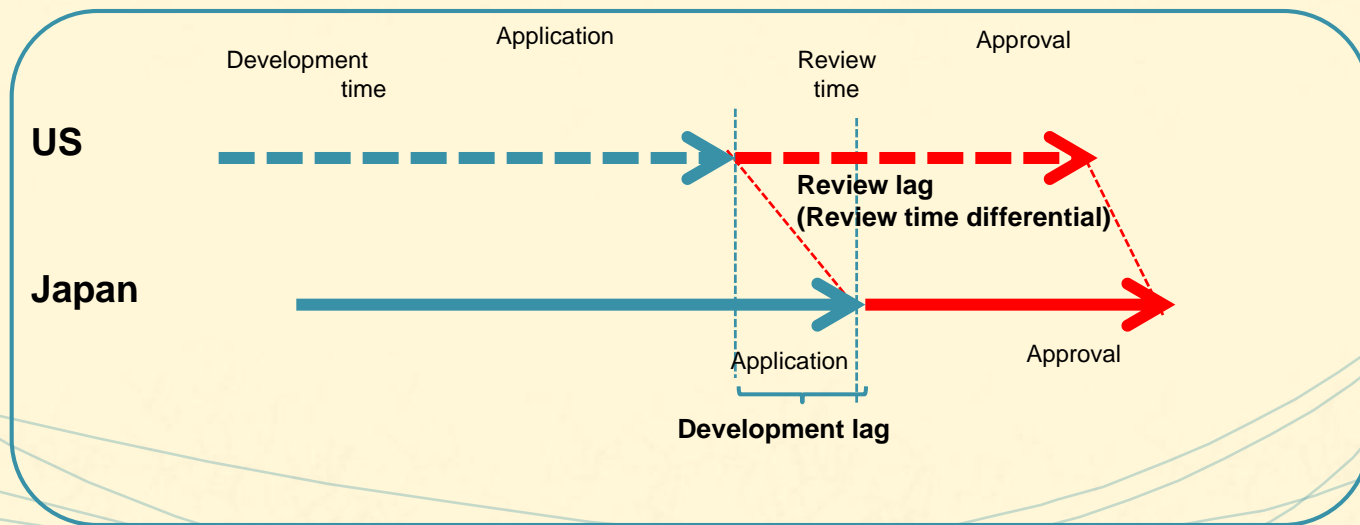 Application
Approval
Development
time
Review
time
US
Review lag
(Review time differential)
Japan
Application
Approval
Development lag